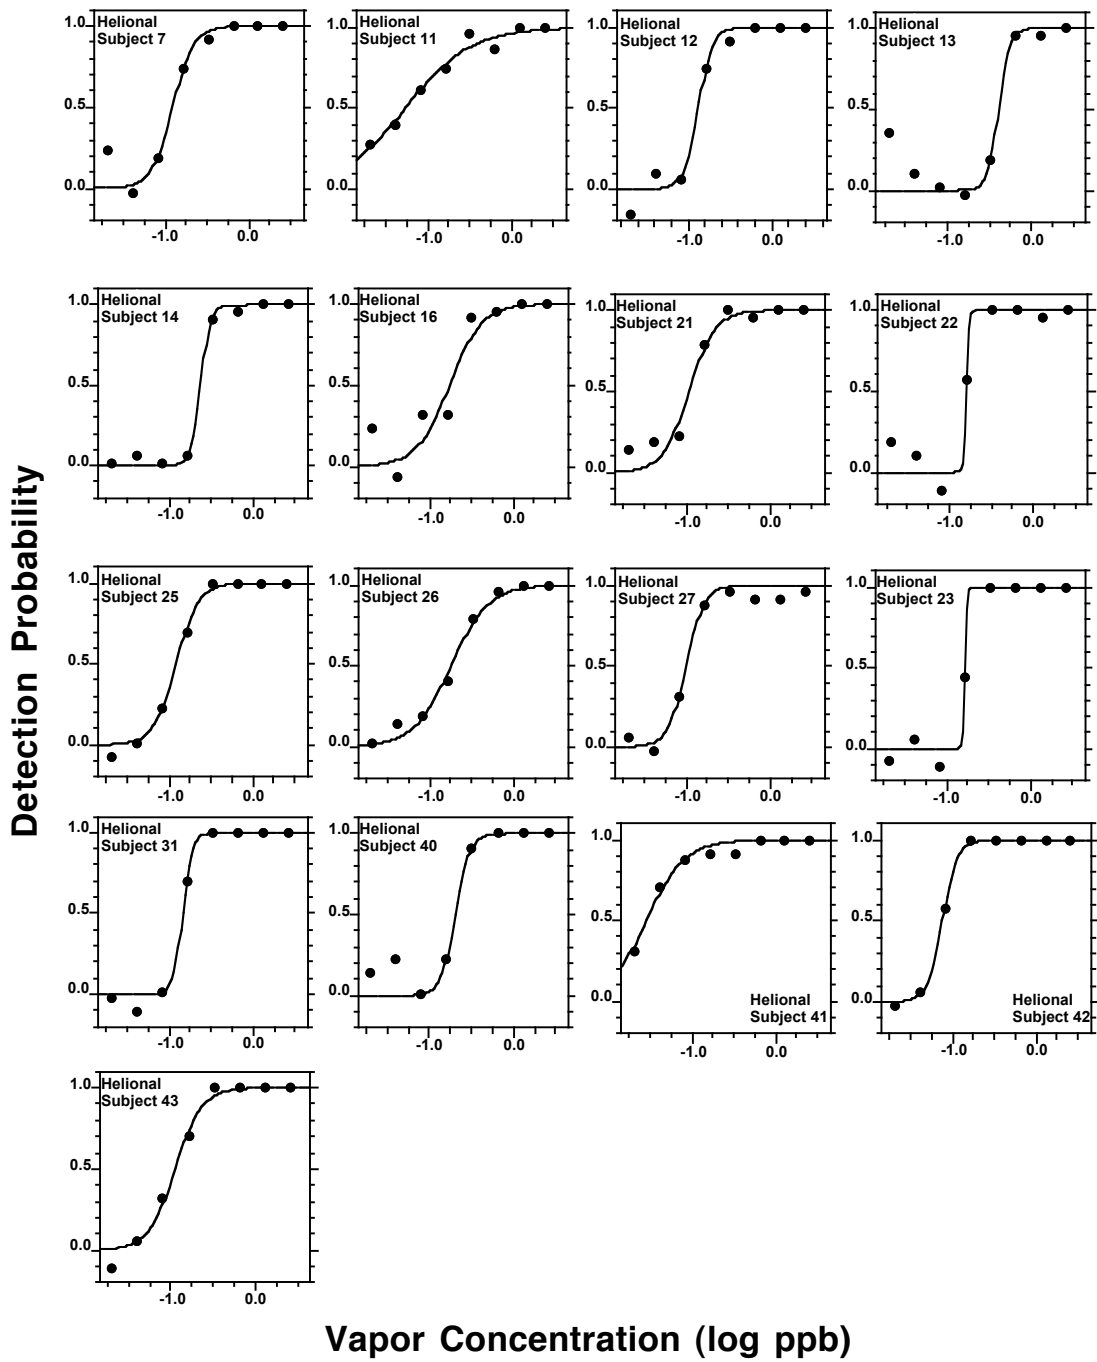 Helional
Subject 7
1.0
0.5
0.0
-1.0
0.0
Helional
Subject 11
1.0
0.5
0.0
-1.0
0.0
Helional
Subject 12
1.0
0.5
0.0
-1.0
0.0
Helional
Subject 13
1.0
0.5
0.0
-1.0
0.0
Helional
Subject 14
1.0
0.5
0.0
-1.0
0.0
Helional
Subject 16
1.0
0.5
0.0
-1.0
0.0
Helional
Subject 21
1.0
0.5
0.0
-1.0
0.0
Helional
Subject 22
1.0
0.5
0.0
-1.0
0.0
Helional
Subject 25
1.0
0.5
0.0
-1.0
0.0
Helional
Subject 26
1.0
0.5
0.0
-1.0
0.0
Helional
Subject 27
1.0
0.5
0.0
-1.0
0.0
Helional
Subject 23
1.0
0.5
0.0
-1.0
0.0
Helional
Subject 31
1.0
0.5
0.0
-1.0
0.0
Helional
Subject 40
1.0
0.5
0.0
-1.0
0.0
1.0
0.5
0.0
Helional
Subject 41
-1.0
0.0
1.0
0.5
0.0
Helional
Subject 42
-1.0
0.0
Helional
Subject 43
1.0
0.5
0.0
-1.0
0.0
Detection Probability
Vapor Concentration (log ppb)